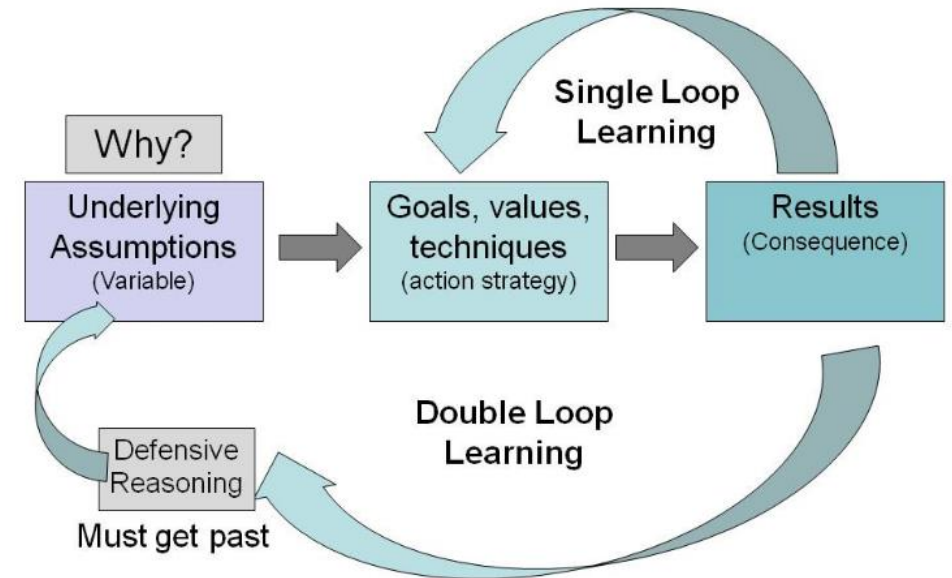 Single Loop
Learning
Why?
Underlying
Assumptions
(Variable)
Goals, values,
techniques
(action strategy)
Results
(Consequence)
Double Loop
Learning
Defensive
Reasoning
Must get past